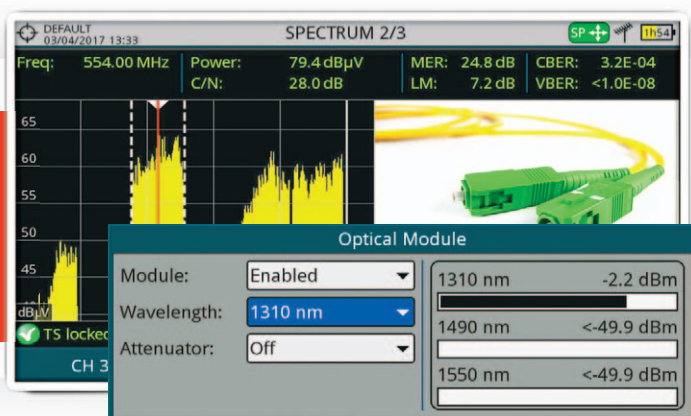 DEFAULT
03/04/2017 13:33
SPECTRUM 2/3
SP
1h54
Freq: 554.00 MHz Power: 79.4 dBµV MER: 24.8 dB CBER: 3.2E-04
C/N: 28.0 dB LM: 7.2 dB VBER: <1.0E-08
65
60
55
50
45
dBµV
TS locked
CH 3
Optical Module
Module: Enabled
Wavelength: 1310 nm
Attenuator: Off
1310 nm -2.2 dBm
1490 nm <-49.9 dBm
1550 nm <-49.9 dBm